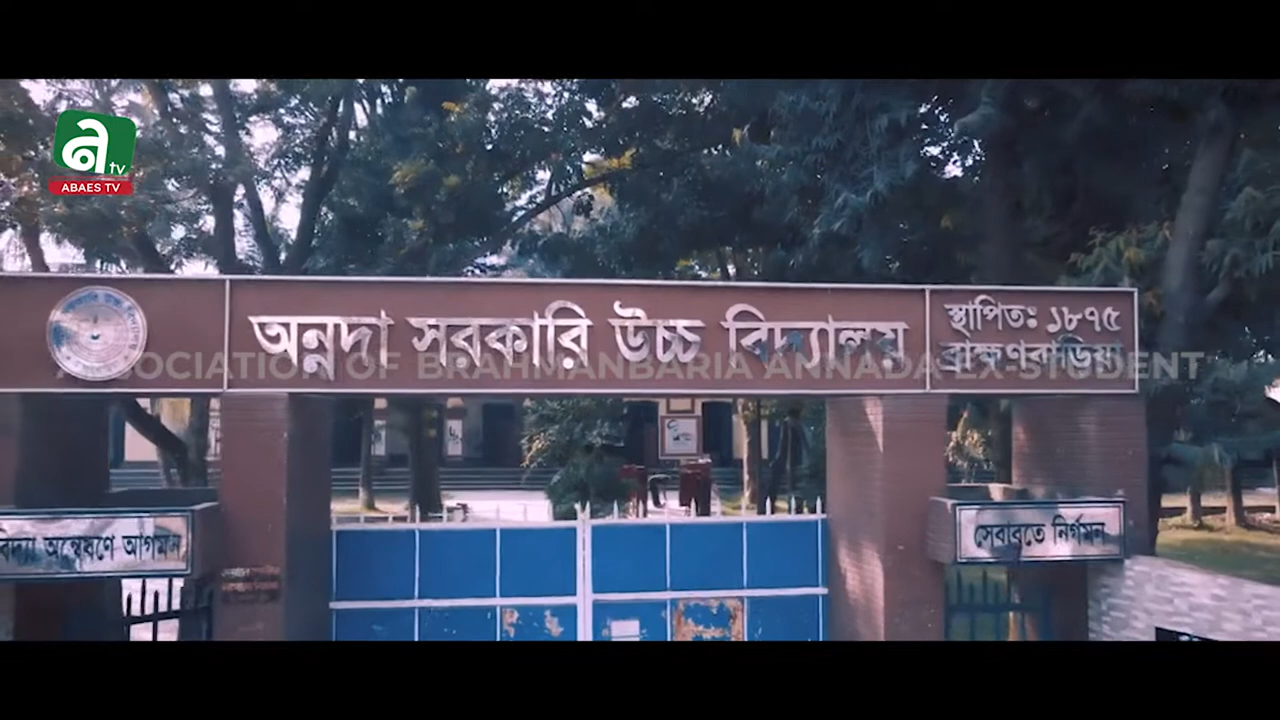 a tv
ABAES TV
অন্নদা সরকারি উচ্চ বিদ্যালয়
স্থাপিতঃ ১৮৭৫
ব্রাহ্মণবাড়িয়া
ASSOCIATION OF BRAHMANBARIA ANNADA EX-STUDENT
বিদ্যা অন্বেষণে আগমন
সেবাব্রতে নির্গমন